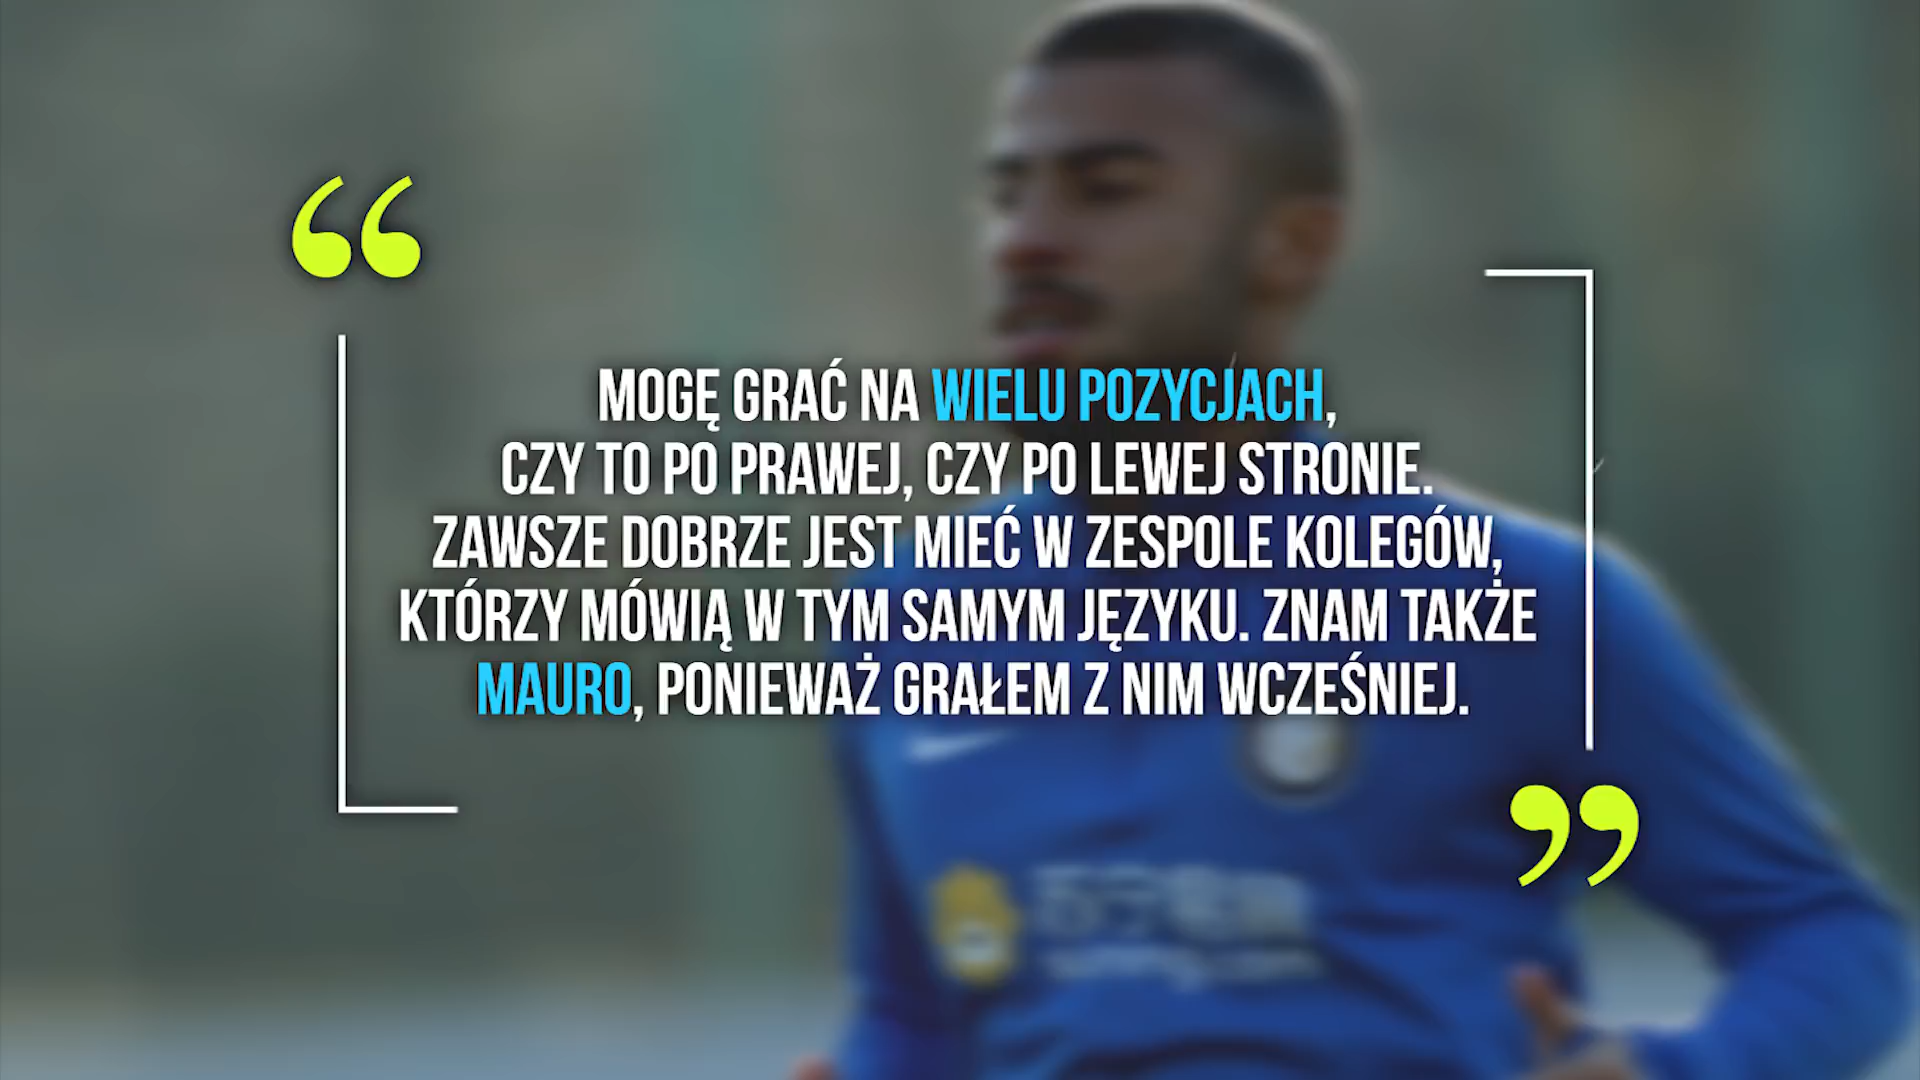 “
MOGĘ GRAĆ NA WIELU POZYCJACH,
CZY TO PO PRAWEJ, CZY PO LEWEJ STRONIE.
ZAWSZE DOBRZE JEST MIEĆ W ZESPOLE KOLEGÓW,
KTÓRZY MÓWIĄ W TYM SAMYM JĘZYKU. ZNAM TAKŻE
MAURO, PONIEWAŻ GRAŁEM Z NIM WCZEŚNIEJ.
”